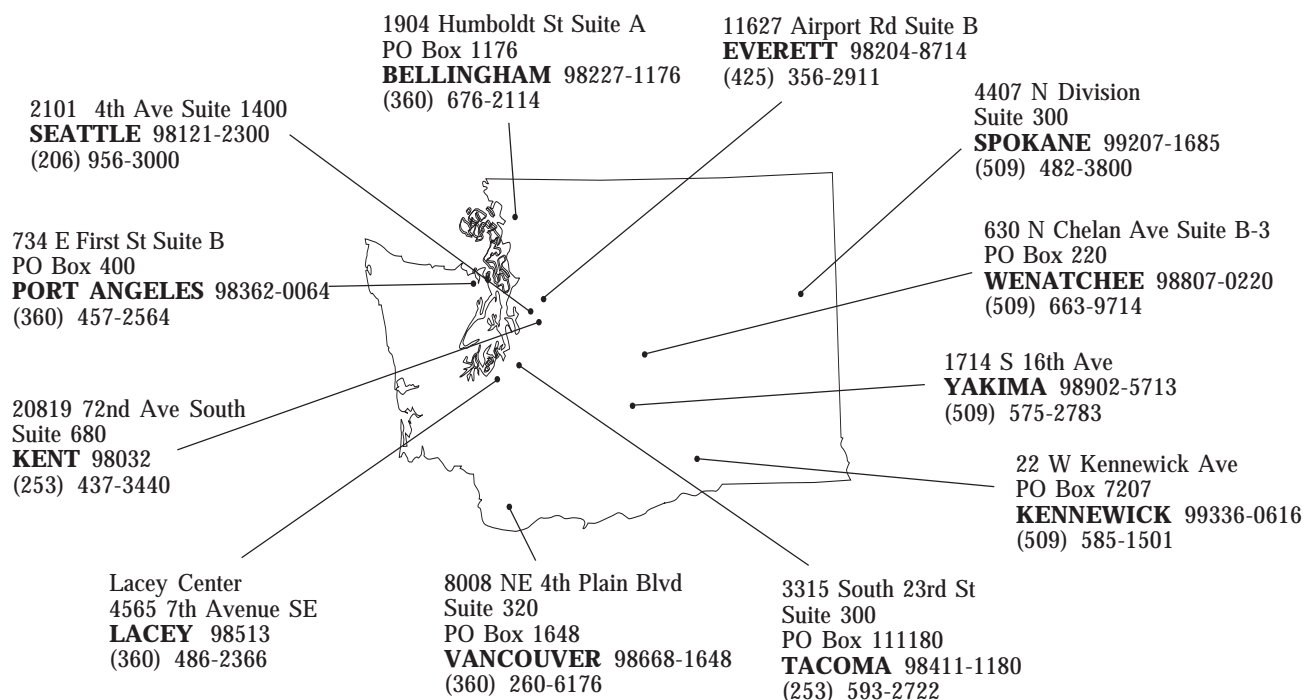 1904 Humboldt St Suite A
PO Box 1176
BELLINGHAM 98227-1176
(360) 676-2114
11627 Airport Rd Suite B
EVERETT 98204-8714
(425) 356-2911
2101 4th Ave Suite 1400
SEATTLE 98121-2300
(206) 956-3000
4407 N Division
Suite 300
SPOKANE 99207-1685
(509) 482-3800
734 E First St Suite B
PO Box 400
PORT ANGELES 98362-0064
(360) 457-2564
630 N Chelan Ave Suite B-3
PO Box 220
WENATCHEE 98807-0220
(509) 663-9714
1714 S 16th Ave
YAKIMA 98902-5713
(509) 575-2783
20819 72nd Ave South
Suite 680
KENT 98032
(253) 437-3440
22 W Kennewick Ave
PO Box 7207
KENNEWICK 99336-0616
(509) 585-1501
Lacey Center
4565 7th Avenue SE
LACEY 98513
(360) 486-2366
8008 NE 4th Plain Blvd
Suite 320
PO Box 1648
VANCOUVER 98668-1648
(360) 260-6176
3315 South 23rd St
Suite 300
PO Box 111180
TACOMA 98411-1180
(253) 593-2722